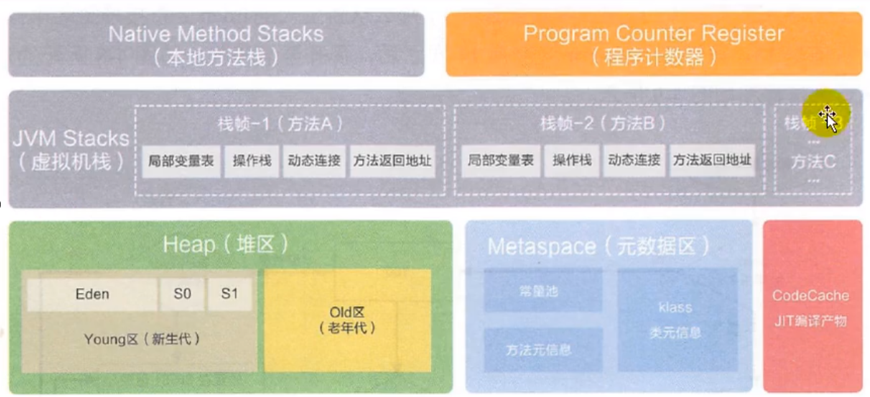 Native Method Stacks
（本地方法栈）
Program Counter Register
（程序计数器）
JVM Stacks
（虚拟机栈）
栈帧-1（方法A）
局部变量表
操作栈
动态连接
方法返回地址
栈帧-2（方法B）
局部变量表
操作栈
动态连接
方法返回地址
栈帧
...
方法C
...
Heap（堆区）
Eden
S0
S1
Young区（新生代）
Old区
（老年代）
Metaspace（元数据区）
常量池
方法元信息
klass
类元信息
CodeCache
JIT编译产物